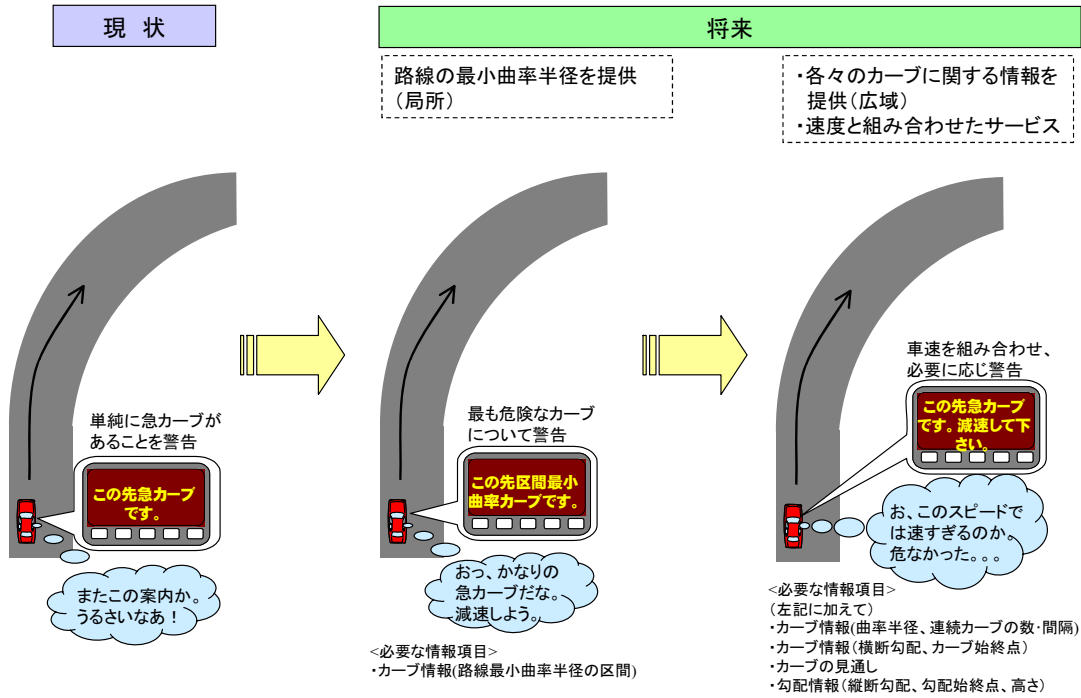 現 状
将来
路線の最小曲率半径を提供
(局所)
・各々のカーブに関する情報を
提供(広域)
・速度と組み合わせたサービス
単純に急カーブが
あることを警告
この先急カーブ
です。
またこの案内か。
うるさいなあ!
最も危険なカーブ
について警告
この先区間最小
曲率カーブです。
おっ、かなりの
急カーブだな。
減速しよう。
<必要な情報項目>
・カーブ情報(路線最小曲率半径の区間)
車速を組み合わせ、
必要に応じ警告
この先急カーブ
です。減速して下
さい。
お、このスピードで
は速すぎるのか。
危なかった。。。
<必要な情報項目>
(左記に加えて)
・カーブ情報(曲率半径、連続カーブの数・間隔)
・カーブ情報(横断勾配、カーブ始終点)
・カーブの見通し
・勾配情報(縦断勾配、勾配始終点、高さ)